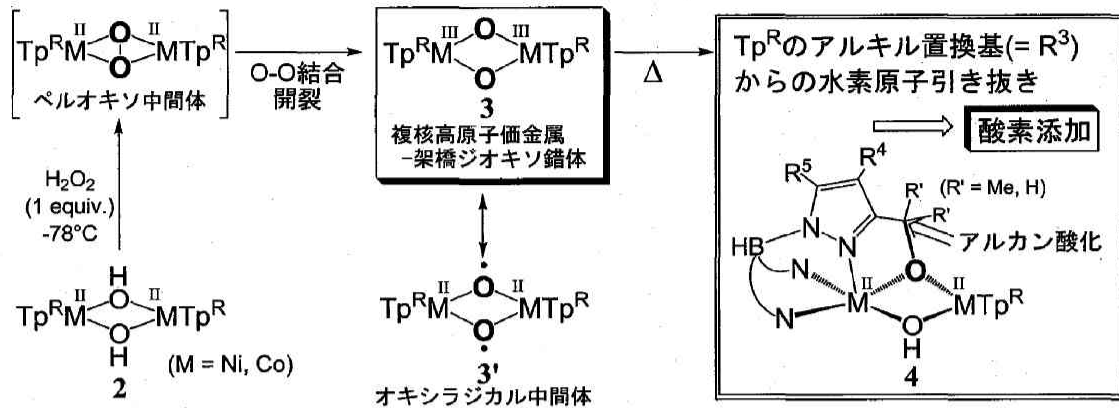 II O II
Tp^R M O M Tp^R
ペルオキソ中間体
O-O結合
開裂
III O III
Tp^R M O M Tp^R
3
複核高原子価金属
-架橋ジオキソ錯体
Δ
H2O2
(1 equiv.)
-78°C
H
O
II II
Tp^R M M Tp^R
O
H
2
(M = Ni, Co)
II O II
Tp^R M O M Tp^R
3'
オキシラジカル中間体
Tp^Rのアルキル置換基(= R^3)
からの水素原子引き抜き
酸素添加
R^5 R^4
R' R' (R' = Me, H)
アルカン酸化
N N
HB
N O
II II
N M M Tp^R
O
H
4